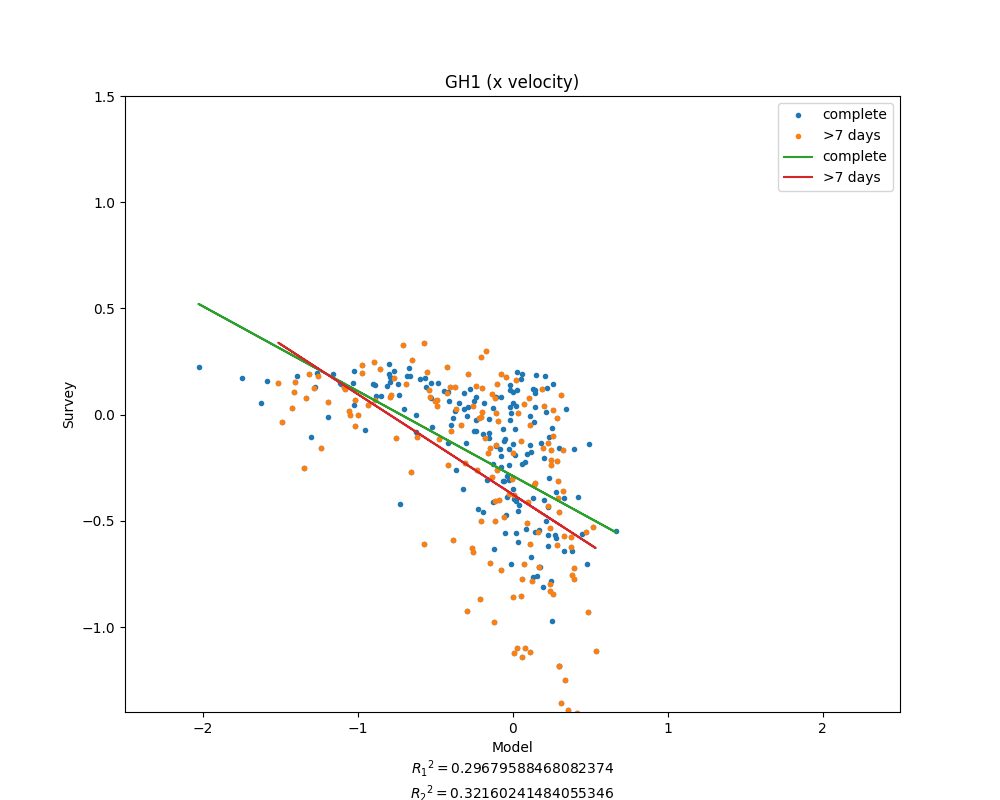 GH1 (x velocity)
complete
>7 days
complete
>7 days
1.5
1.0
0.5
0.0
−0.5
−1.0
Survey
−2
−1
0
1
2
Model
R₁² = 0.29679588468082374
R₂² = 0.32160241484055346